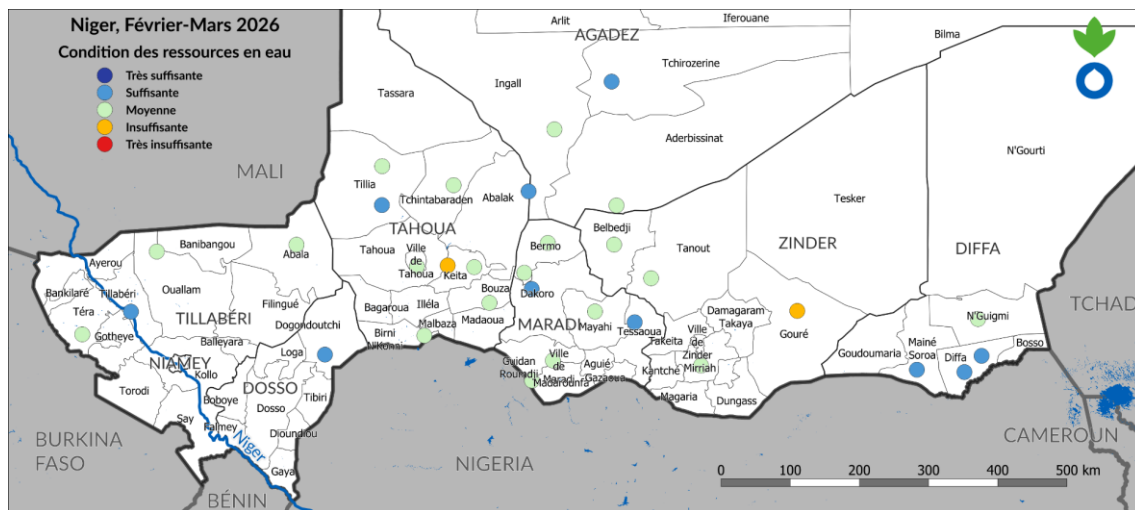 Niger, Février-Mars 2026
Condition des ressources en eau
Très suffisante
Suffisante
Moyenne
Insuffisante
Très insuffisante
Arlit
Iferouane
AGADEZ
Bilma
Tchirozerine
Ingall
Tassara
Aderbissinat
N'Gourti
MALI
Tillia
Tchintabaraden
Abalak
Tesker
TAHOUA
Belbedji
Tanout
ZINDER
DIFFA
Banibangou
Abala
Tahoua
Ville
de
Tahoua
Keita
Bermo
Ayerou
Ouallam
Bankilaré
Tillabéri
Filingué
Bouza
Dakoro
TCHAD
Téra
Bagaroua
Illéla
Madaoua
Damagaram
Takaya
N'Guigmi
Gotheye
TILLABÉRI
Dogondoutchi
Malbaza
MARADI
Mayahi
Tessaoua
Gouré
Birni
N'Konni
Takeita
Ville
de
Zinder
Mirriah
Goudoumaria
Mainé
Soroa
Diffa
Bosso
Balleyara
Loga
NIAMEY
Kollo
Guidan
Roumdji
Ville
de
Maradi
Madarounfa
Aguié
Gazaoua
Kantche
Torodi
DOSSO
Tibiri
Boboye
Magaria
Dungass
Say
Falmey
Dosso
Dioundiou
BURKINA
FASO
Niger
Gaya
NIGERIA
CAMEROUN
BÉNIN
0 100 200 300 400 500 km